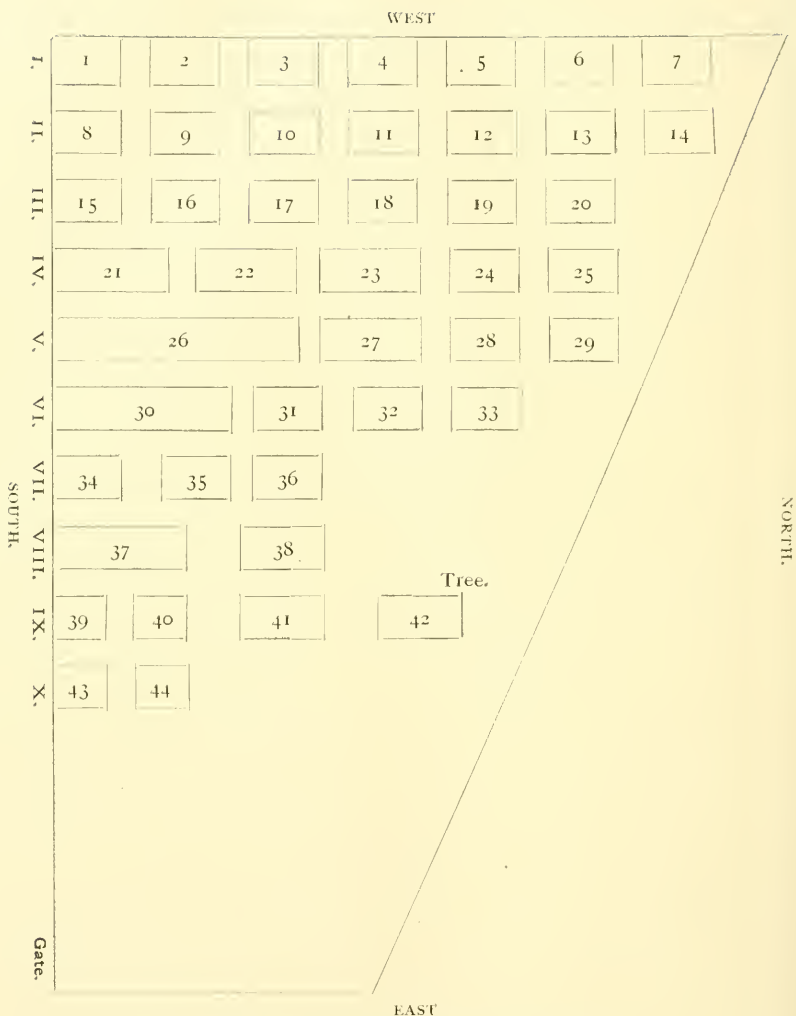 WEST
I. 1 2 3 4 5 6 7
II. 8 9 10 11 12 13 14
III. 15 16 17 18 19 20
IV. 21 22 23 24 25
V. 26 27 28 29
VI. 30 31 32 33
VII. 34 35 36
SOUTH.
NORTH.
VIIII. 37 38
Tree.
IX. 39 40 41 42
X. 43 44
Gate.
EAST